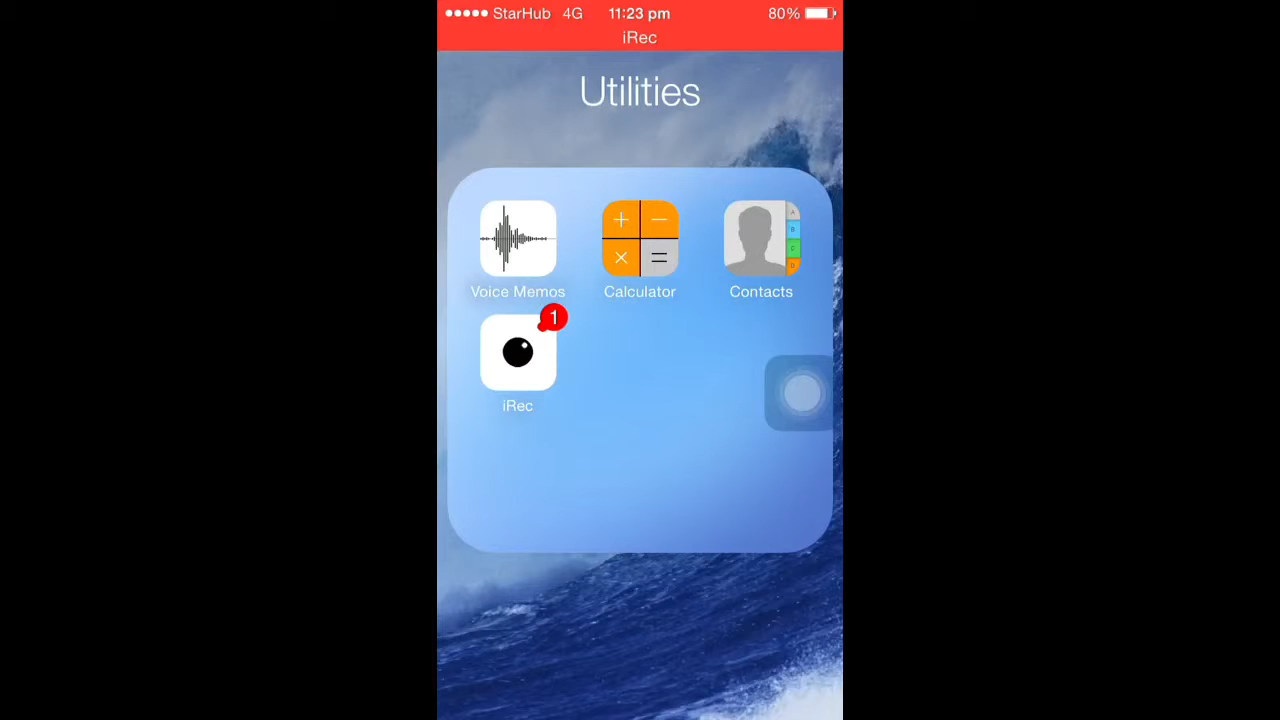 StarHub 4G 11:23 pm 80%
iRec
Utilities
Voice Memos Calculator Contacts
1
iRec